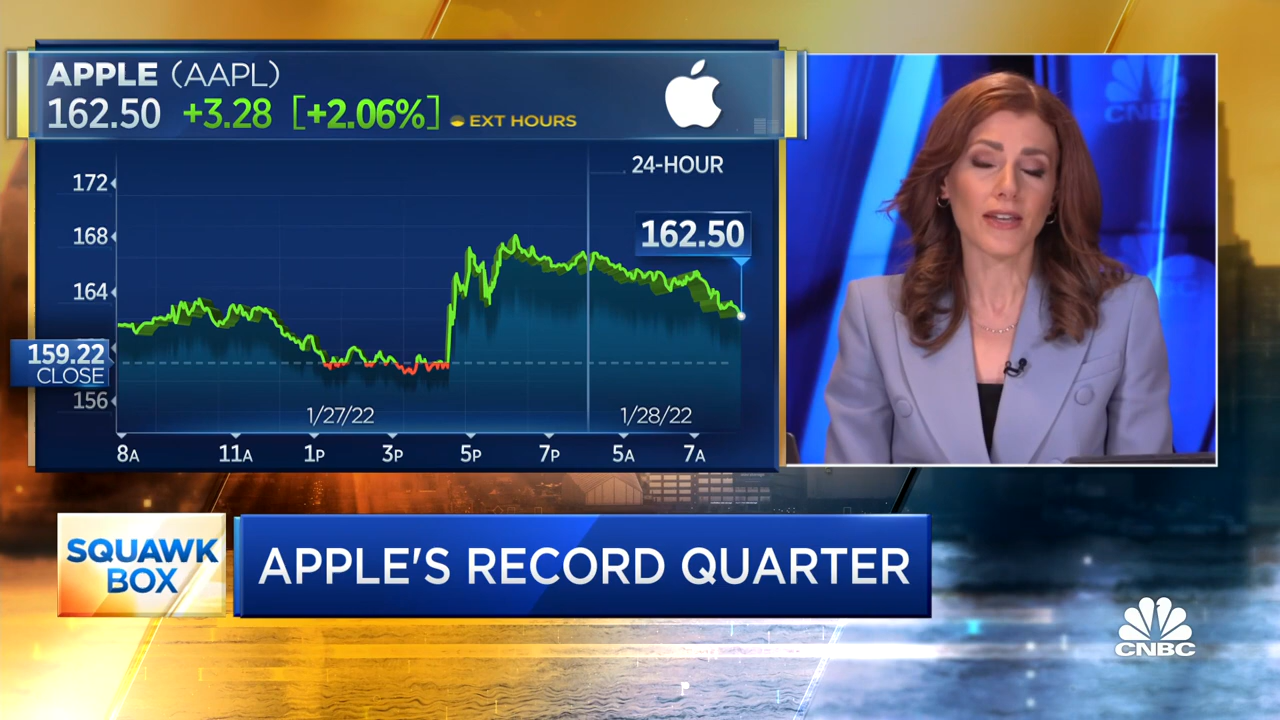 APPLE (AAPL)
162.50 +3.28 [+2.06%] EXT HOURS
24-HOUR
172
168
162.50
164
159.22
CLOSE
156
1/27/22 1/28/22
8A 11A 1P 3P 5P 7P 5A 7A
CNBC
SQUAWK
BOX
APPLE'S RECORD QUARTER
CNBC